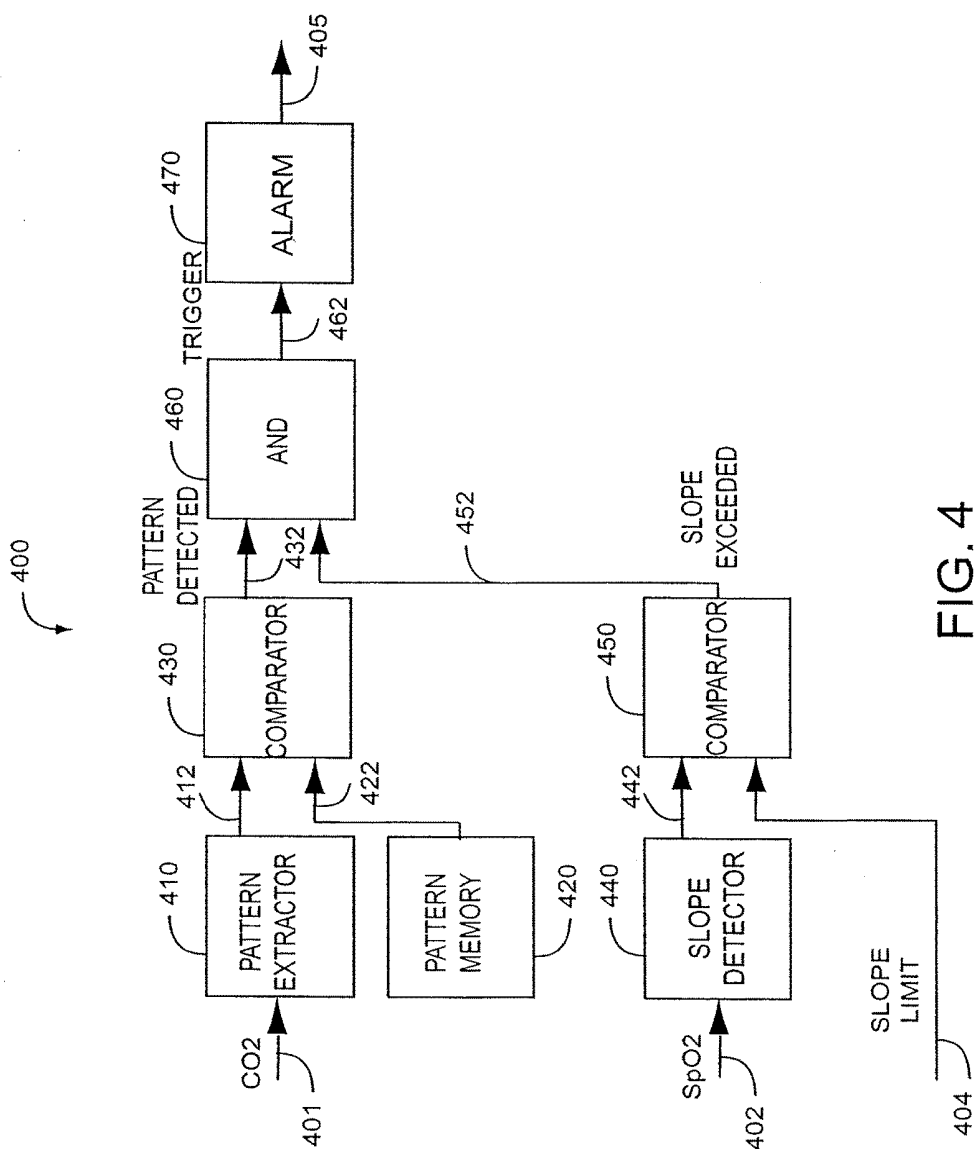 400
CO2
401
410
PATTERN
EXTRACTOR
412
PATTERN
MEMORY
420
422
430
COMPARATOR
PATTERN
DETECTED
432
460
AND
TRIGGER
462
470
ALARM
405
SpO2
402
440
SLOPE
DETECTOR
442
450
COMPARATOR
452
SLOPE
EXCEEDED
SLOPE
LIMIT
404
FIG. 4